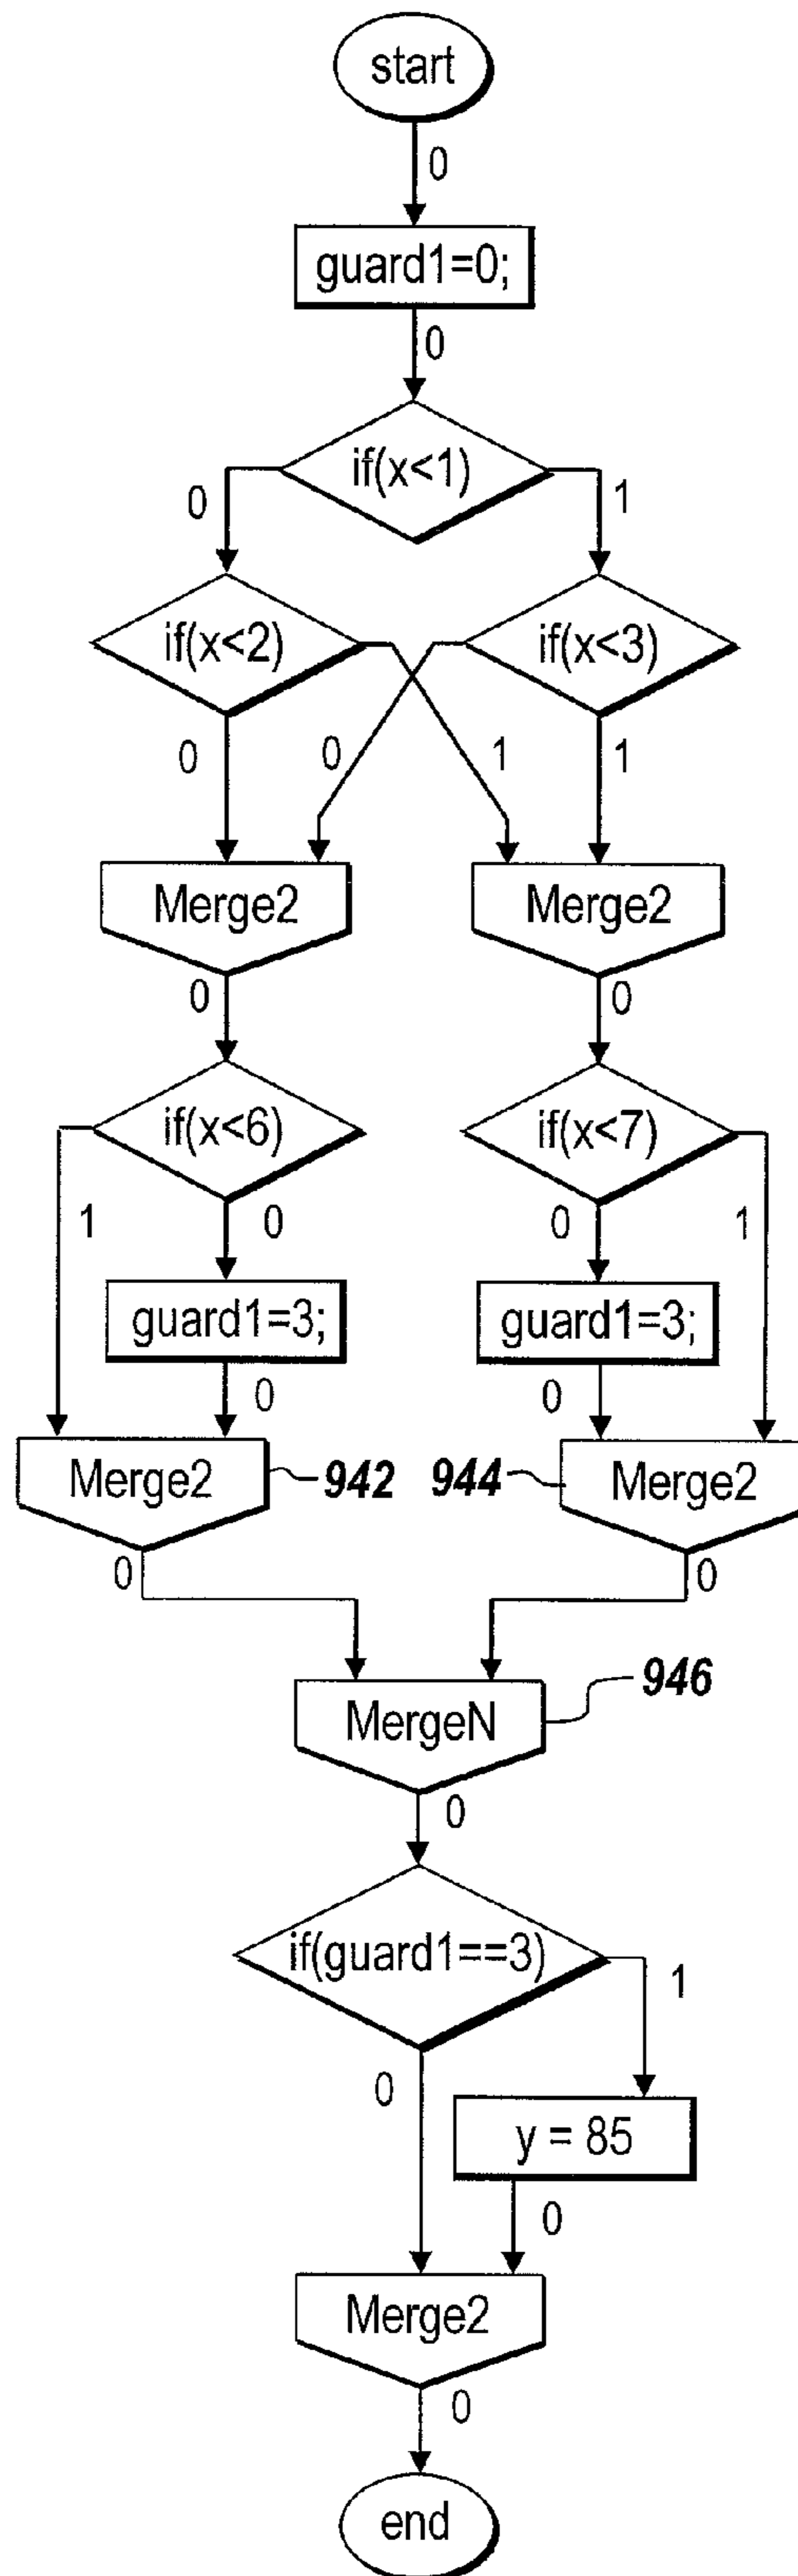 start
0
guard1=0;
0
if(x<1)
0 1
if(x<2) if(x<3)
0 0 1 1
Merge2 Merge2
0 0
if(x<6) if(x<7)
1 0 0 1
guard1=3; guard1=3;
0 0
Merge2 942 944 Merge2
0 0
946
MergeN
0
if(guard1==3)
1
0
y = 85
0
Merge2
0
end